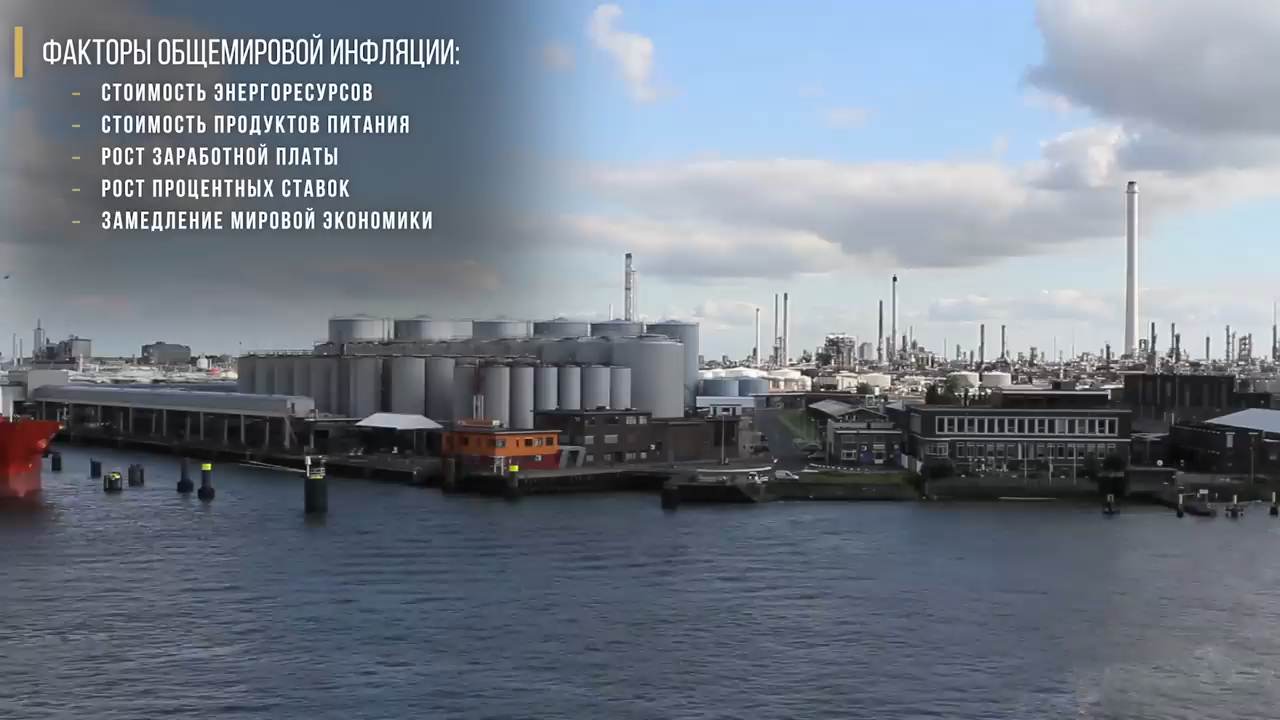 ФАКТОРЫ ОБЩЕМИРОВОЙ ИНФЛЯЦИИ:
– СТОИМОСТЬ ЭНЕРГОРЕСУРСОВ
– СТОИМОСТЬ ПРОДУКТОВ ПИТАНИЯ
– РОСТ ЗАРАБОТНОЙ ПЛАТЫ
– РОСТ ПРОЦЕНТНЫХ СТАВОК
– ЗАМЕДЛЕНИЕ МИРОВОЙ ЭКОНОМИКИ